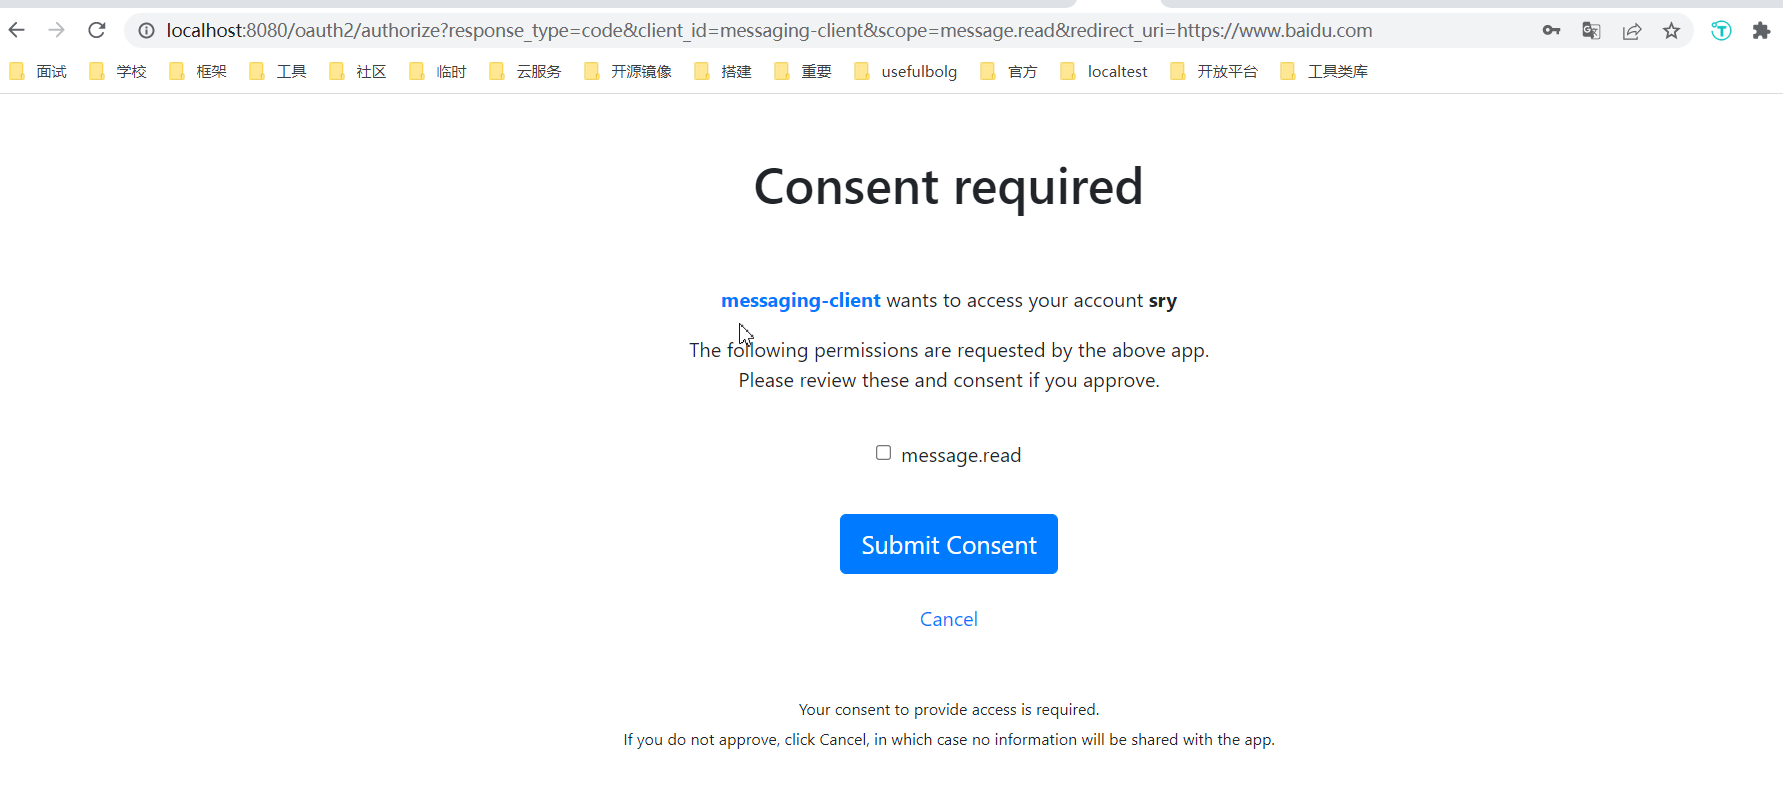 localhost:8080/oauth2/authorize?response_type=code&client_id=messaging-client&scope=message.read&redirect_uri=https://www.baidu.com
面试 学校 框架 工具 社区 临时 云服务 开源镜像 搭建 重要 usefulbolg 官方 localtest 开放平台 工具类库
Consent required
messaging-client wants to access your account sry
The following permissions are requested by the above app.
Please review these and consent if you approve.
message.read
Submit Consent
Cancel
Your consent to provide access is required.
If you do not approve, click Cancel, in which case no information will be shared with the app.